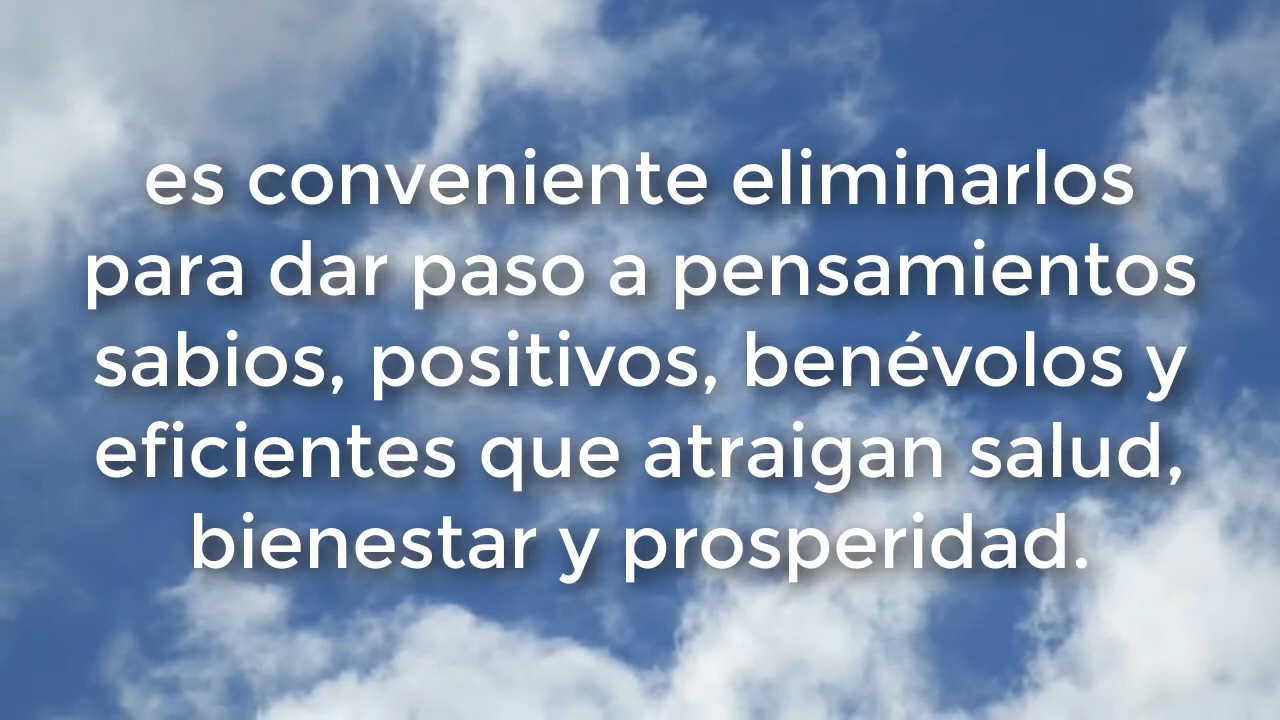 es conveniente eliminarlos
para dar paso a pensamientos
sabios, positivos, benévolos y
eficientes que atraigan salud,
bienestar y prosperidad.